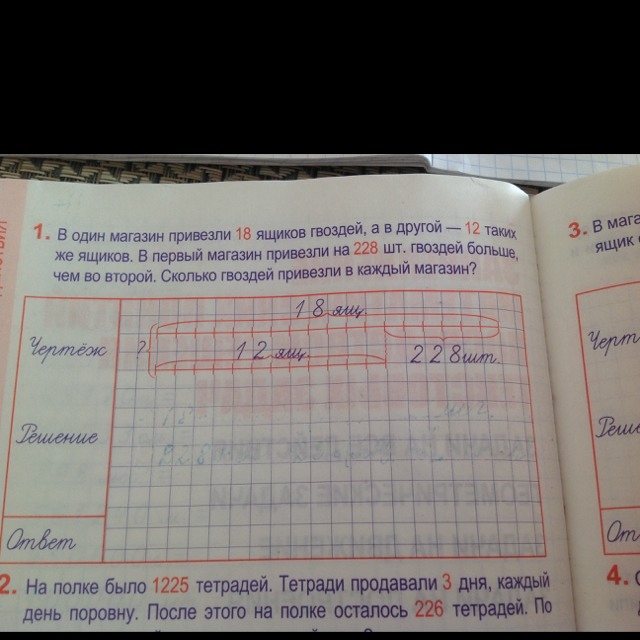 1. В один магазин привезли 18 ящиков гвоздей, а в другой — 12 таких
же ящиков. В первый магазин привезли на 228 шт. гвоздей больше,
чем во второй. Сколько гвоздей привезли в каждый магазин?
18 ящ.
Чертёж
?
12 ящ.
228 шт.
Решение
Ответ
2. На полке было 1225 тетрадей. Тетради продавали 3 дня, каждый
день поровну. После этого на полке осталось 226 тетрадей. По
3. В мага
ящик
Черт
Реше
От
4.